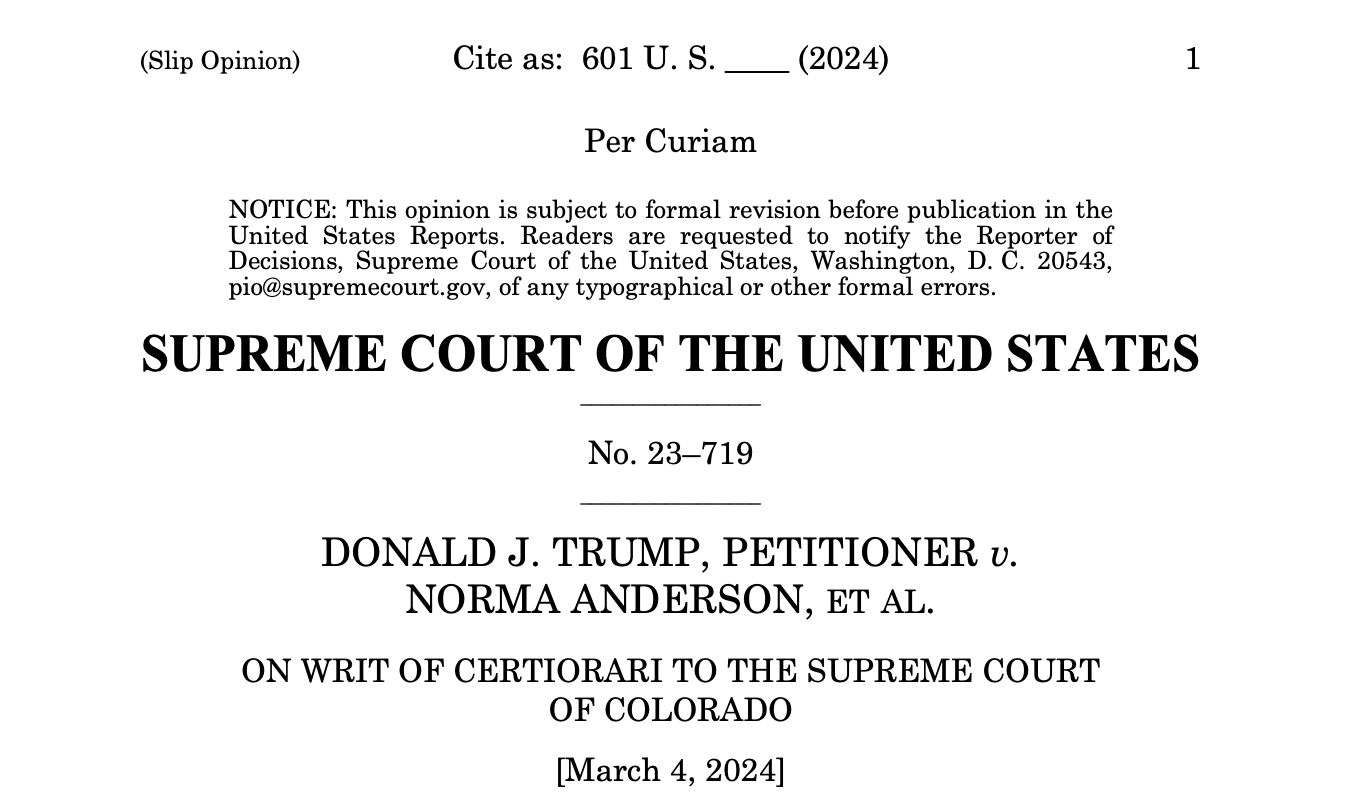 (Slip Opinion) Cite as: 601 U. S. ____ (2024) 1
Per Curiam
NOTICE: This opinion is subject to formal revision before publication in the
United States Reports. Readers are requested to notify the Reporter of
Decisions, Supreme Court of the United States, Washington, D. C. 20543,
pio@supremecourt.gov, of any typographical or other formal errors.
SUPREME COURT OF THE UNITED STATES
No. 23–719
DONALD J. TRUMP, PETITIONER v.
NORMA ANDERSON, ET AL.
ON WRIT OF CERTIORARI TO THE SUPREME COURT
OF COLORADO
[March 4, 2024]